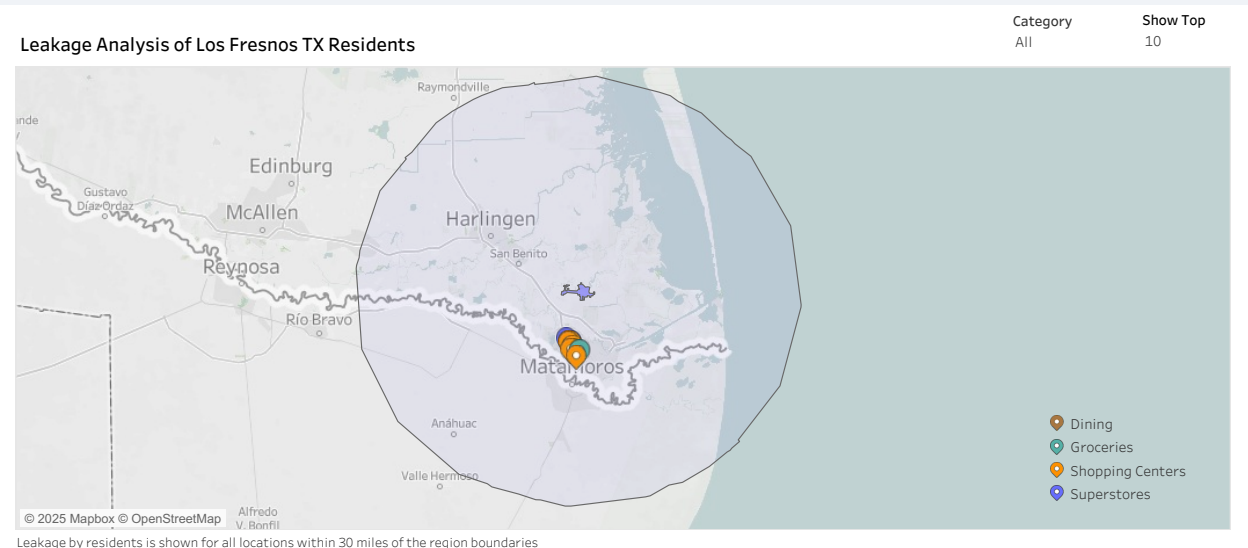 Category
Show Top
Leakage Analysis of Los Fresnos TX Residents
All
10
Raymondville
nde
Edinburg
Gustavo
Díaz Ordaz
McAllen
Harlingen
San Benito
Reynosa
Río Bravo
Matamoros
Anáhuac
Valle Hermoso
Alfredo
V. Bonfil
Dining
Groceries
Shopping Centers
Superstores
© 2025 Mapbox © OpenStreetMap
Leakage by residents is shown for all locations within 30 miles of the region boundaries